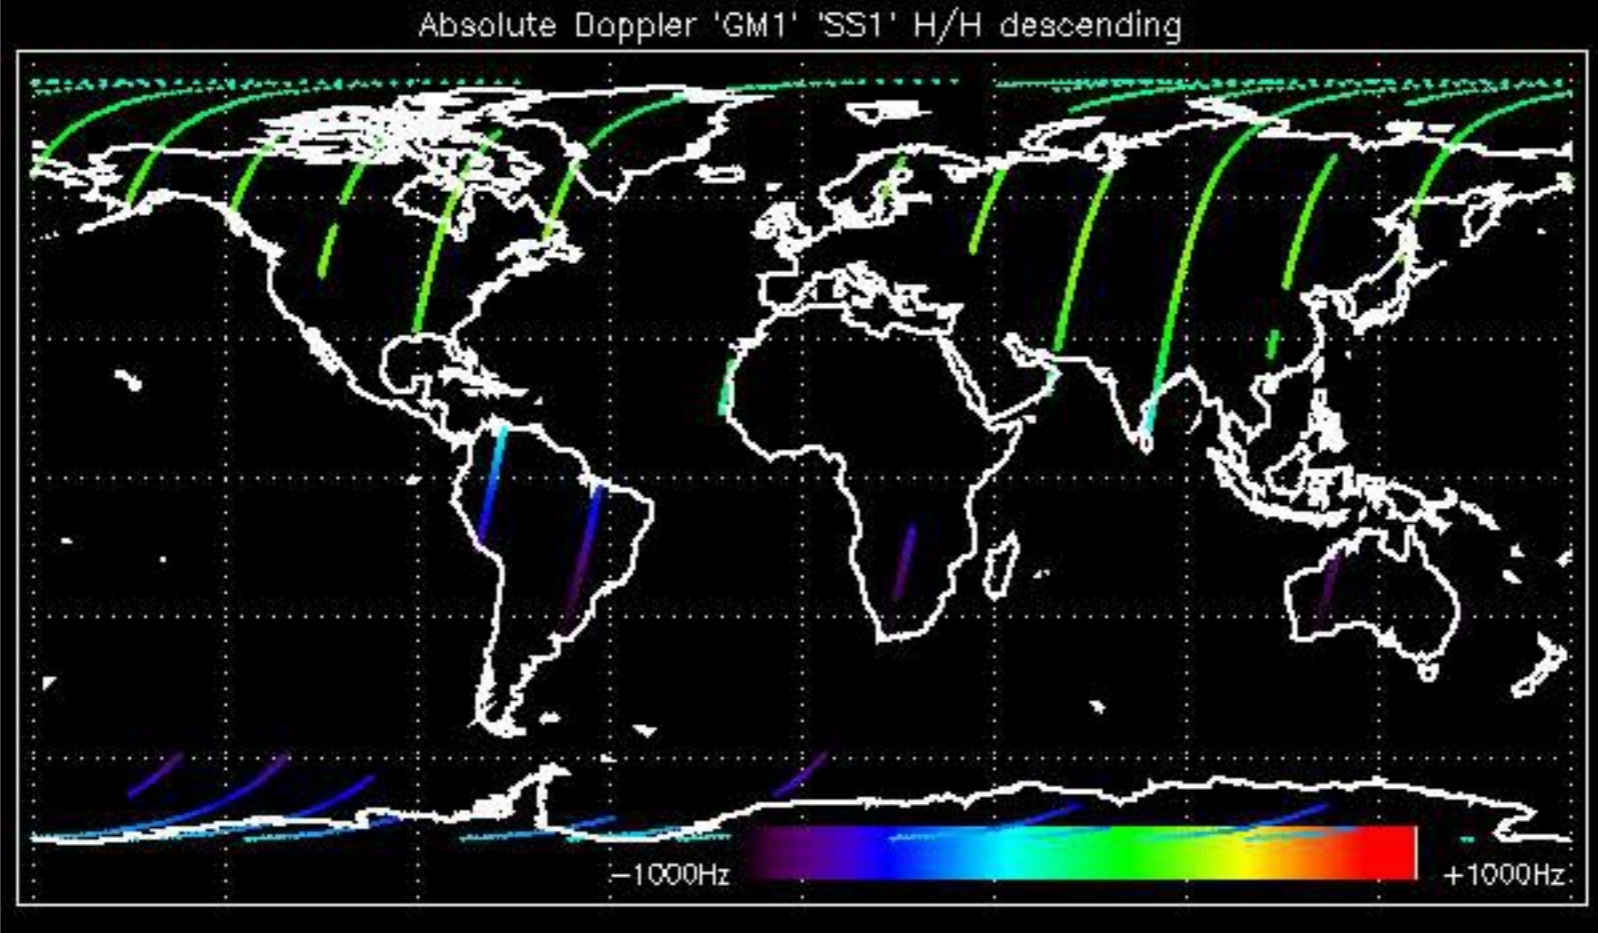 Absolute Doppler 'GM1' 'SS1' H/H descending
−1000Hz +1000Hz